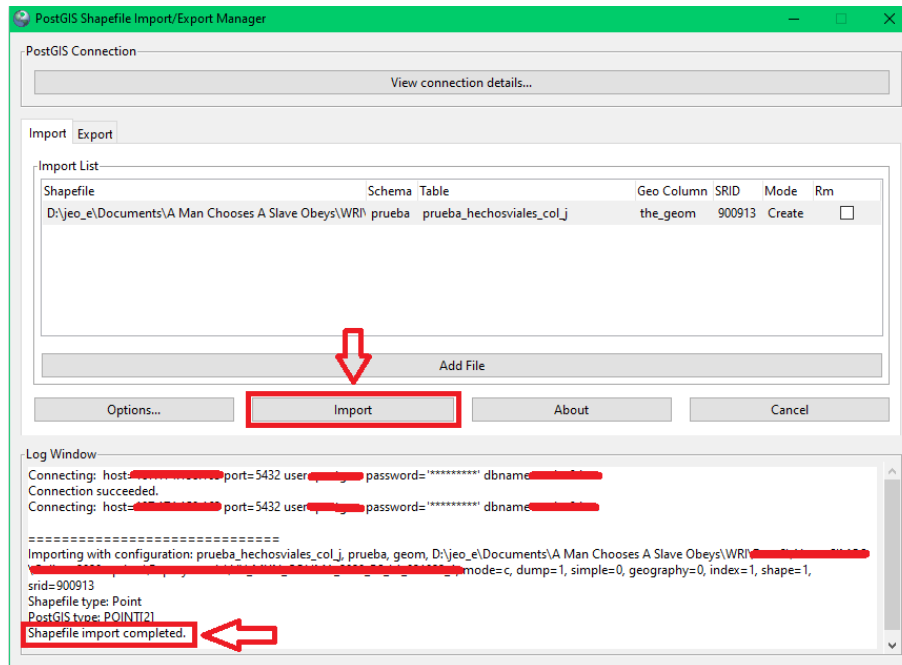 PostGIS Shapefile Import/Export Manager
PostGIS Connection
View connection details...
Import Export
Import List
Shapefile Schema Table Geo Column SRID Mode Rm
D:\jeo_e\Documents\A Man Chooses A Slave Obeys\WRI\ prueba prueba_hechosviales_col_j the_geom 900913 Create
Add File
Options... Import About Cancel
Log Window
Connecting: host= port=5432 user password='*********' dbname
Connection succeeded.
Connecting: host= port=5432 user password='*********' dbname
==============================
Importing with configuration: prueba_hechosviales_col_j, prueba, geom, D:\jeo_e\Documents\A Man Chooses A Slave Obeys\WRI\
mode=c, dump=1, simple=0, geography=0, index=1, shape=1,
srid=900913
Shapefile type: Point
PostGIS type: POINT[2]
Shapefile import completed.